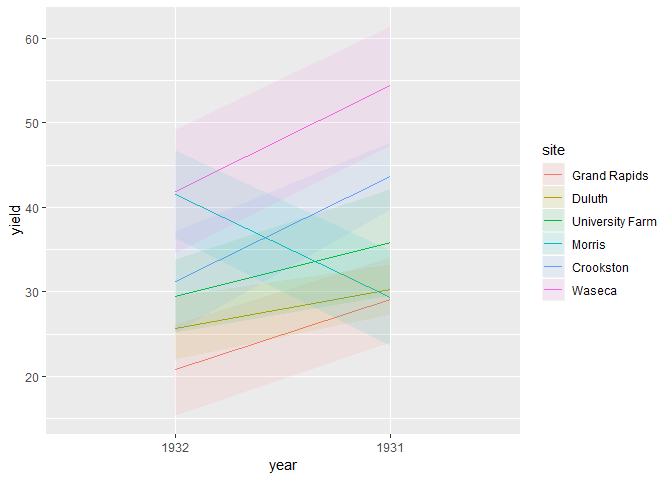 60
50
40
30
20
yield
1932
1931
year
site
Grand Rapids
Duluth
University Farm
Morris
Crookston
Waseca